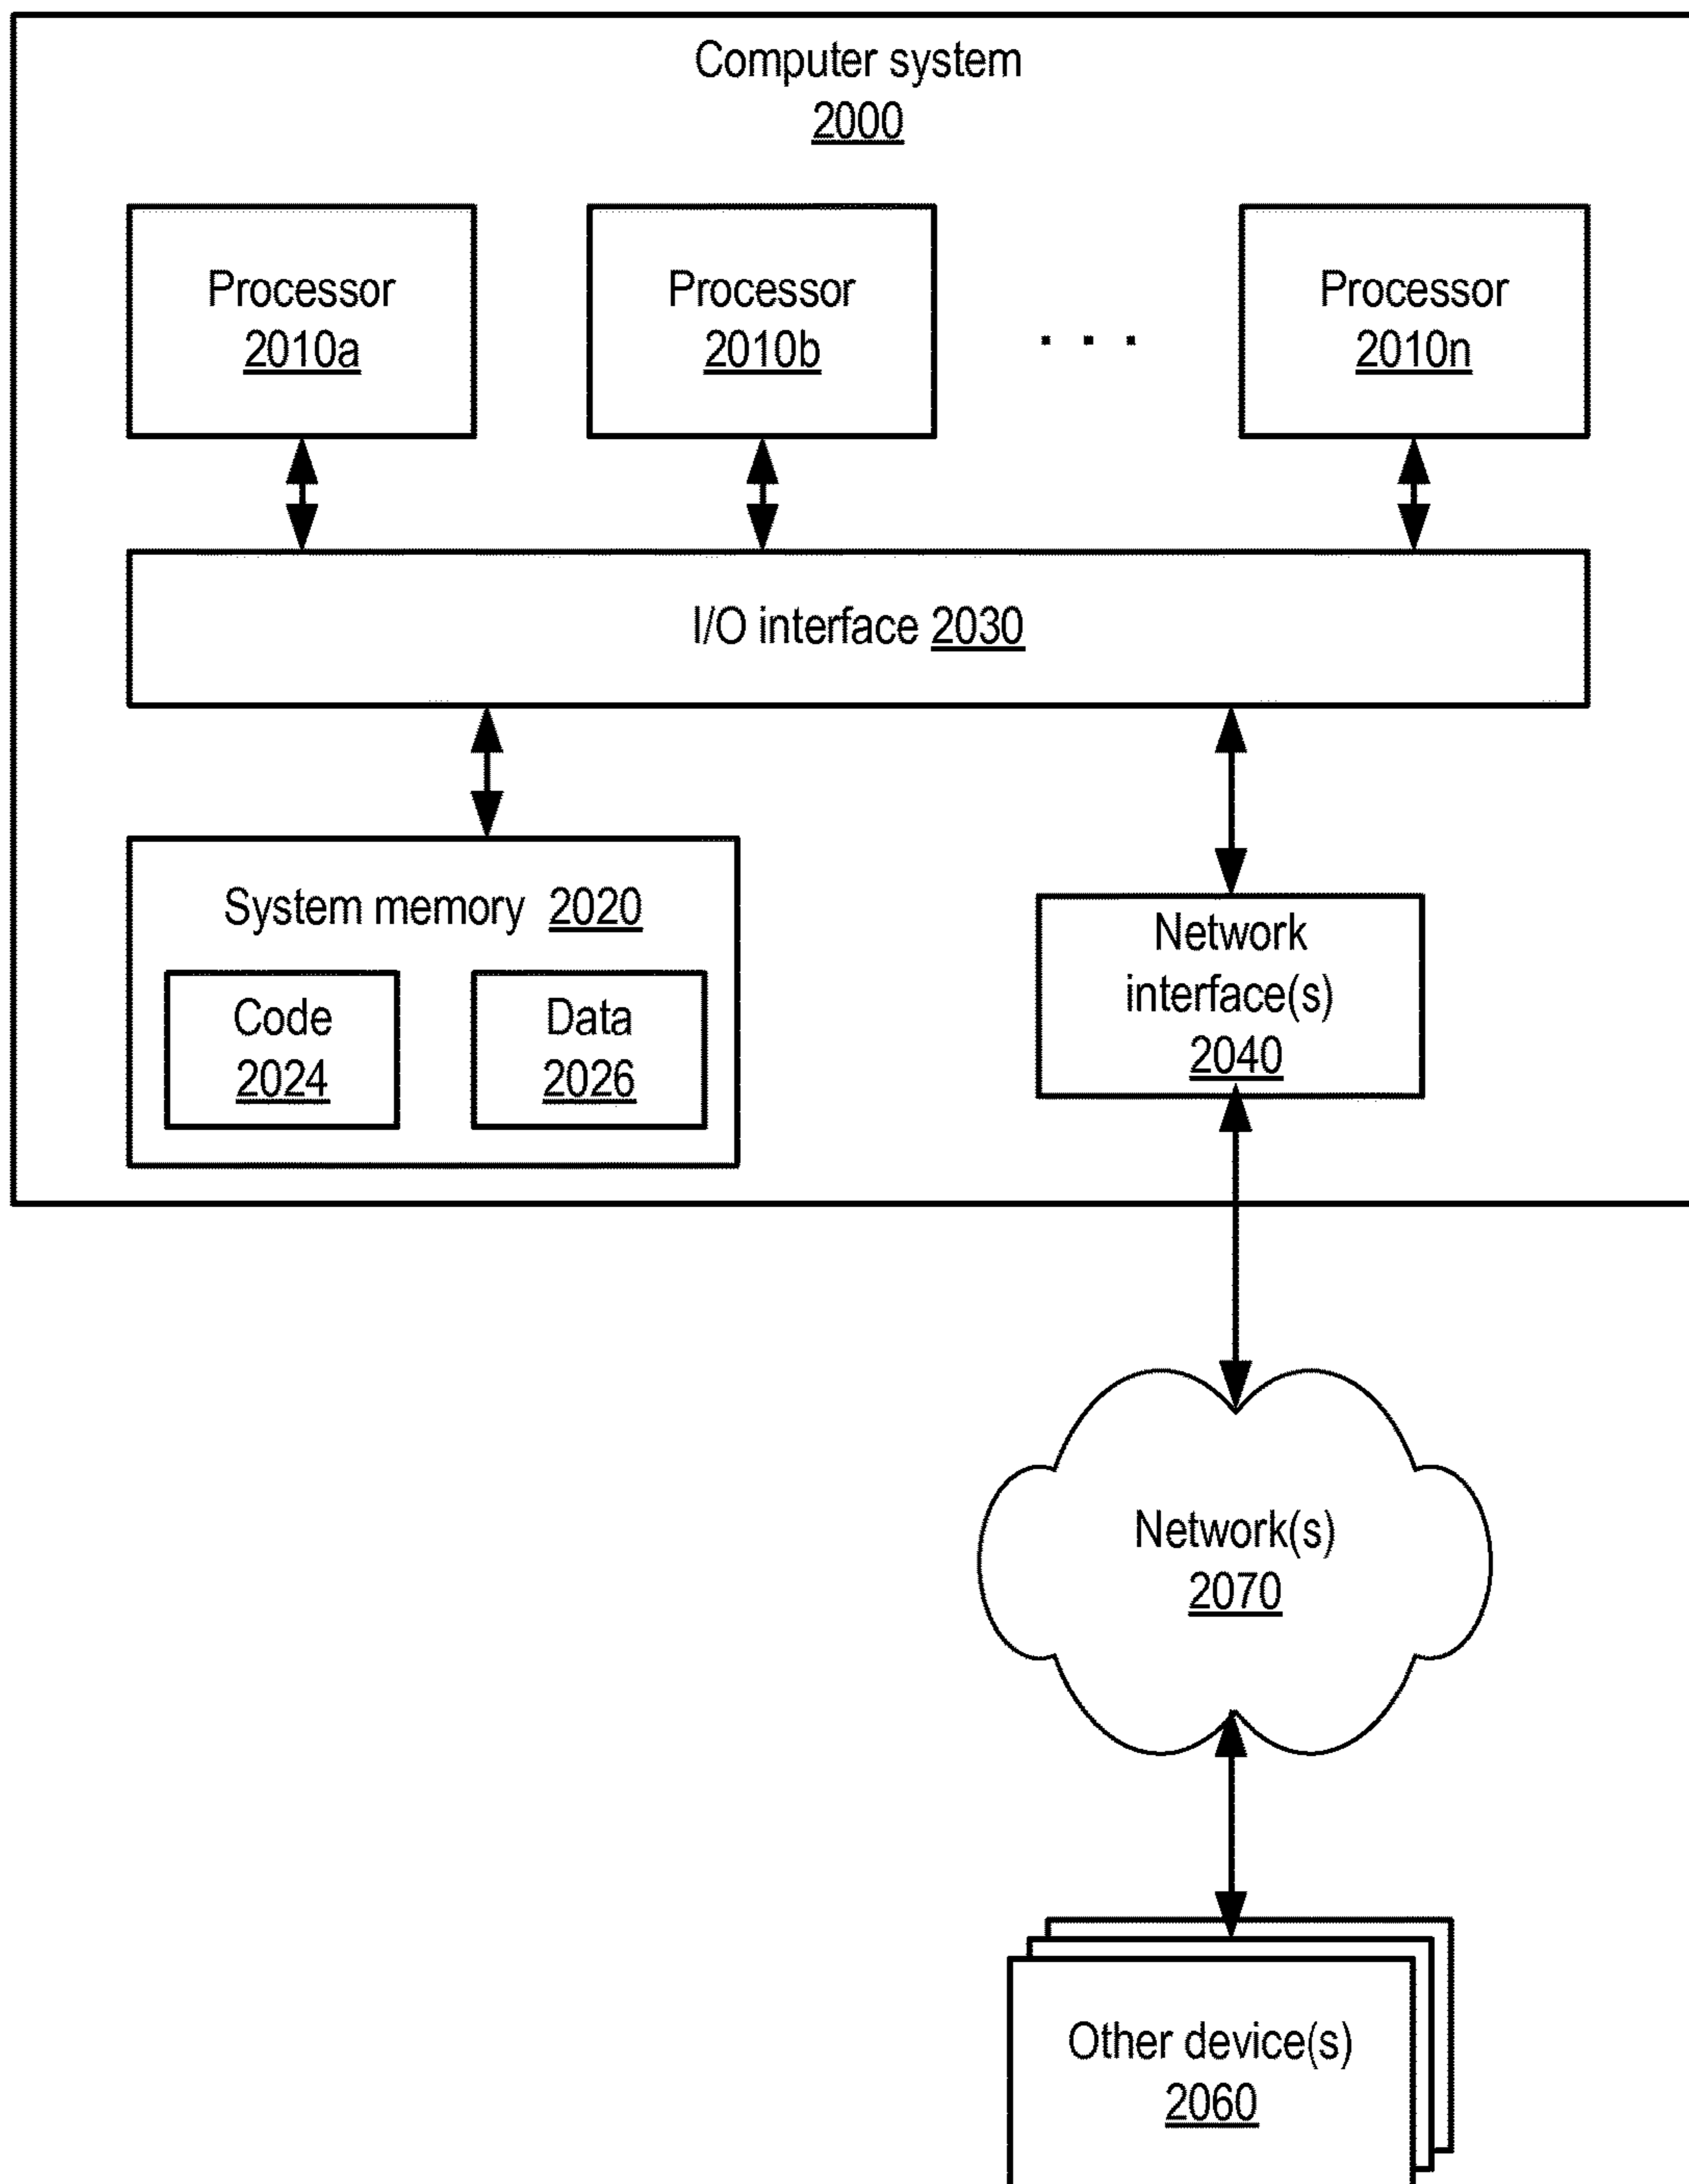 Computer system
2000
Processor
2010a
Processor
2010b
. . .
Processor
2010n
I/O interface 2030
System memory 2020
Code
2024
Data
2026
Network
interface(s)
2040
Network(s)
2070
Other device(s)
2060